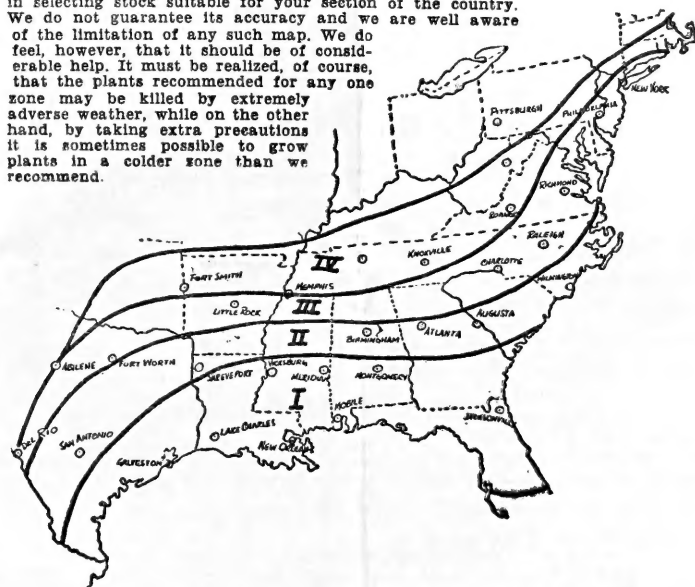 in selecting stock suitable for your section of the country.
We do not guarantee its accuracy and we are well aware
of the limitation of any such map. We do
feel, however, that it should be of consid-
erable help. It must be realized, of course,
that the plants recommended for any one
zone may be killed by extremely
adverse weather, while on the other
hand, by taking extra precautions
it is sometimes possible to grow
plants in a colder zone than we
recommend.
NEW YORK
PITTSBURGH
PHILADELPHIA
RICHMOND
ROANOKE
RALEIGH
KNOXVILLE
IV
CHARLOTTE
FORT SMITH
WILMINGTON
MEMPHIS
III
LITTLE ROCK
AUGUSTA
II
ATLANTA
BIRMINGHAM
ABILENE
FORT WORTH
SHREVEPORT
VICKSBURG
MERIDIAN
MONTGOMERY
I
MOBILE
JACKSONVILLE
DEL RIO
SAN ANTONIO
LAKE CHARLES
NEW ORLEANS
GALVESTON